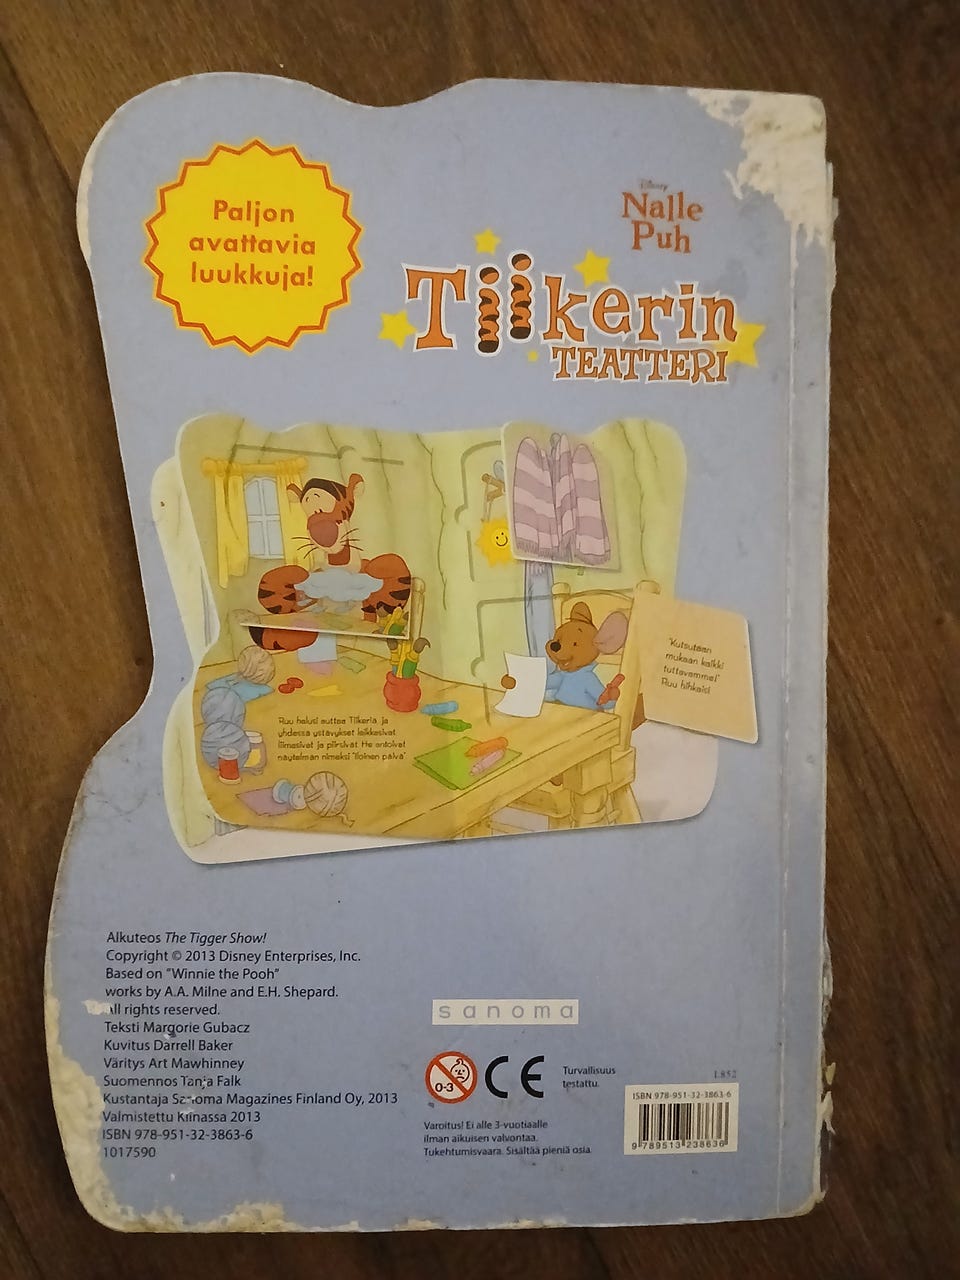 Paljon
avattavia
luukkuja!
Disney
Nalle
Puh
Tiikerin
TEATTERI
"Kutsutaan
mukaan kaikki
tuttavamme!"
Ruu hihkaisi.
Ruu halusi auttaa Tiikeriä, ja
yhdessä ystävykset leikkasivat,
liimasivat ja piirsivät. He antoivat
näytelmän nimeksi "Iloinen päivä"
Alkuteos The Tigger Show!
Copyright © 2013 Disney Enterprises, Inc.
Based on "Winnie the Pooh"
works by A.A. Milne and E.H. Shepard.
All rights reserved.
Teksti Margorie Gubacz
Kuvitus Darrell Baker
Väritys Art Mawhinney
Suomennos Tanja Falk
Kustantaja Sanoma Magazines Finland Oy, 2013
Valmistettu Kiinassa 2013
ISBN 978-951-32-3863-6
1017590
sanoma
0-3
CE
Turvallisuus
testattu.
Varoitus! Ei alle 3-vuotiaalle
ilman aikuisen valvontaa.
Tukehtumisvaara. Sisältää pieniä osia.
L852
ISBN 978-951-32-3863-6
9 789513 238636